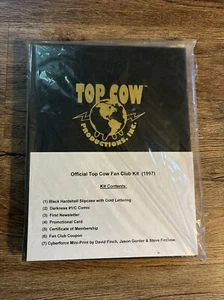 TOP COW
PRODUCTIONS, INC.
TM
Official Top Cow Fan Club Kit (1997)
Kit Contents:
(1) Black Hardshell Slipcase with Gold Lettering
(2) Darkness #1/C Comic
(3) First Newsletter
(4) Promotional Card
(5) Certificate of Membership
(6) Fan Club Coupon
(7) Cyberforce Mini-Print by David Finch, Jason Gorder & Steve Firchow